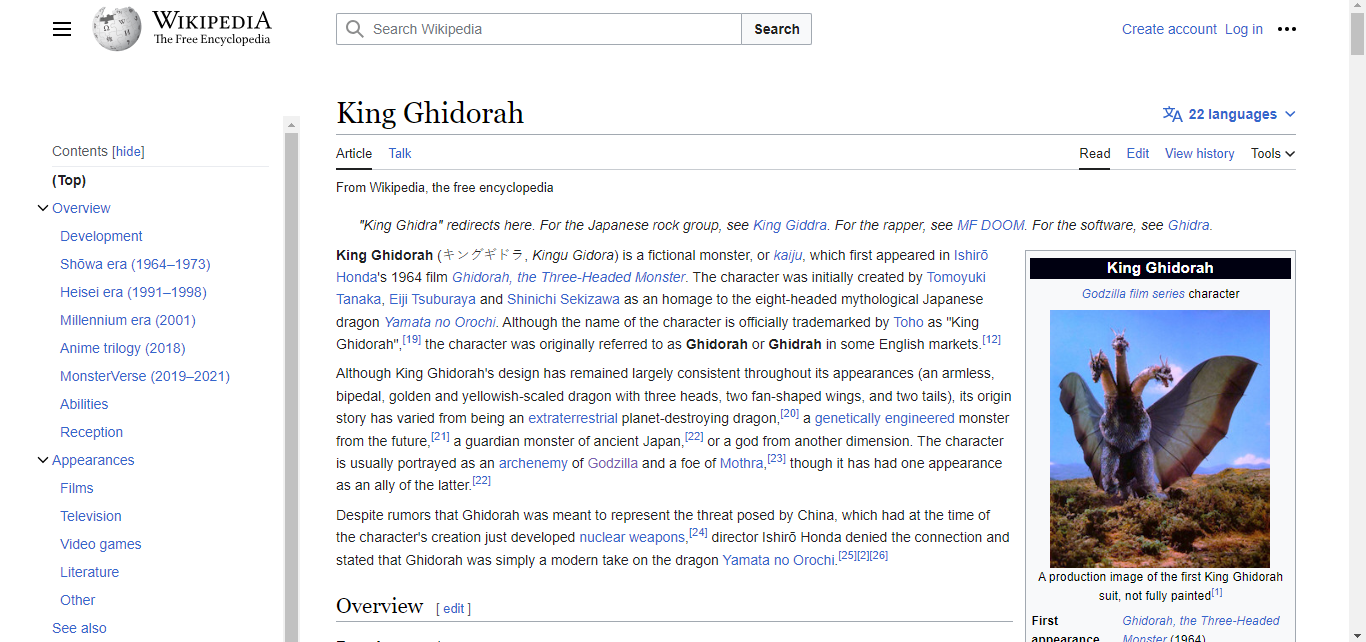 WIKIPEDIA
The Free Encyclopedia
Search Wikipedia
Search
Create account Log in
King Ghidorah
22 languages
Article Talk
Read Edit View history Tools
From Wikipedia, the free encyclopedia
Contents [hide]
(Top)
Overview
Development
Shōwa era (1964–1973)
Heisei era (1991–1998)
Millennium era (2001)
Anime trilogy (2018)
MonsterVerse (2019–2021)
Abilities
Reception
Appearances
Films
Television
Video games
Literature
Other
See also
"King Ghidra" redirects here. For the Japanese rock group, see King Giddra. For the rapper, see MF DOOM. For the software, see Ghidra.
King Ghidorah (キングギドラ, Kingu Gidora) is a fictional monster, or kaiju, which first appeared in Ishirō
Honda's 1964 film Ghidorah, the Three-Headed Monster. The character was initially created by Tomoyuki
Tanaka, Eiji Tsuburaya and Shinichi Sekizawa as an homage to the eight-headed mythological Japanese
dragon Yamata no Orochi. Although the name of the character is officially trademarked by Toho as "King
Ghidorah",[19] the character was originally referred to as Ghidorah or Ghidrah in some English markets.[12]
Although King Ghidorah's design has remained largely consistent throughout its appearances (an armless,
bipedal, golden and yellowish-scaled dragon with three heads, two fan-shaped wings, and two tails), its origin
story has varied from being an extraterrestrial planet-destroying dragon,[20] a genetically engineered monster
from the future,[21] a guardian monster of ancient Japan,[22] or a god from another dimension. The character
is usually portrayed as an archenemy of Godzilla and a foe of Mothra,[23] though it has had one appearance
as an ally of the latter.[22]
Despite rumors that Ghidorah was meant to represent the threat posed by China, which had at the time of
the character's creation just developed nuclear weapons,[24] director Ishirō Honda denied the connection and
stated that Ghidorah was simply a modern take on the dragon Yamata no Orochi.[25][2][26]
Overview [ edit ]
King Ghidorah
Godzilla film series character
A production image of the first King Ghidorah
suit, not fully painted[1]
First Ghidorah, the Three-Headed
appearance Monster (1964)